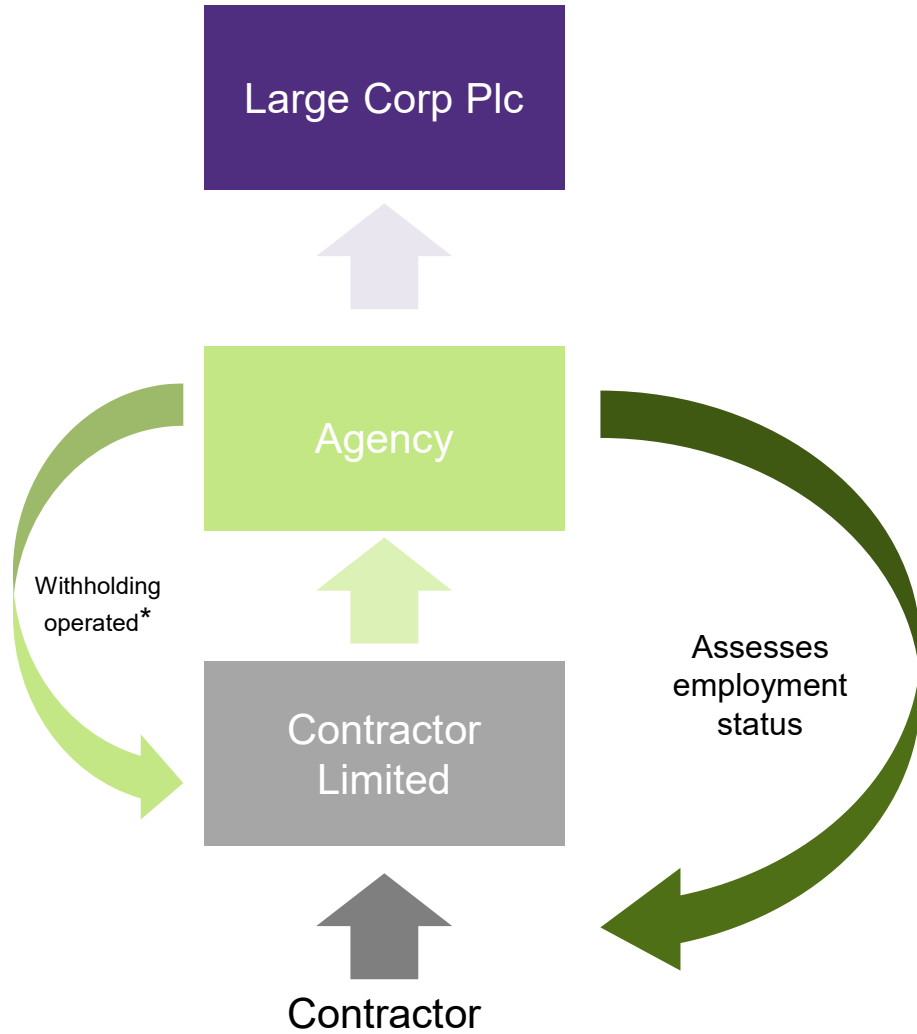 Large Corp Plc
Agency
Withholding
operated*
Assesses
employment
status
Contractor
Limited
Contractor